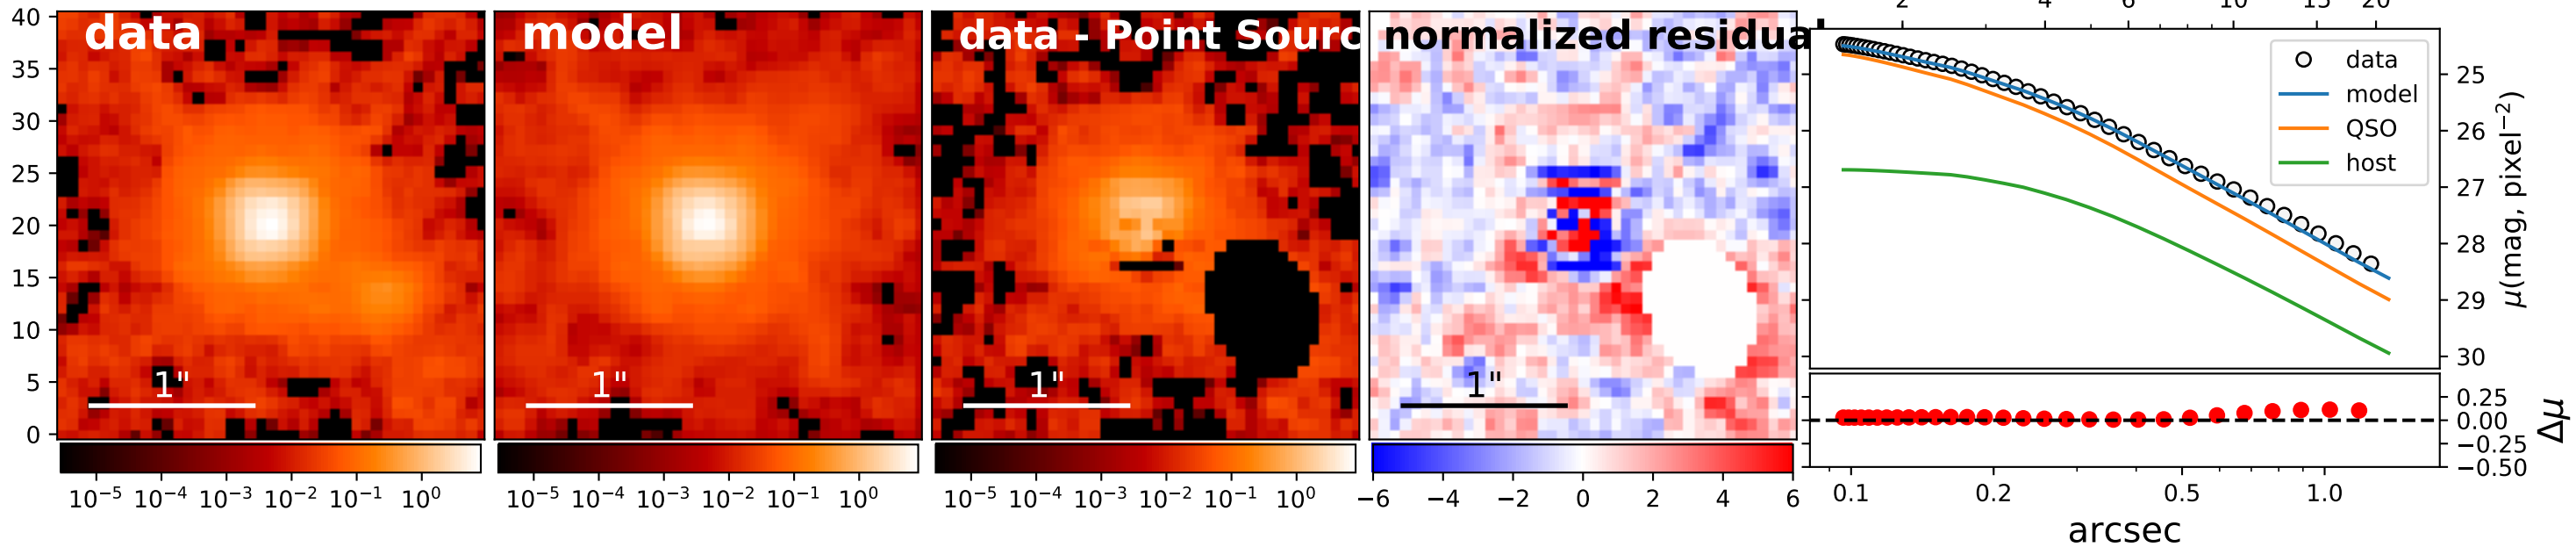 data
model
data - Point Sourc
normalized residual
40
35
30
25
20
15
10
5
0
1"
1"
1"
1"
10⁻⁵ 10⁻⁴ 10⁻³ 10⁻² 10⁻¹ 10⁰
10⁻⁵ 10⁻⁴ 10⁻³ 10⁻² 10⁻¹ 10⁰
10⁻⁵ 10⁻⁴ 10⁻³ 10⁻² 10⁻¹ 10⁰
−6 −4 −2 0 2 4 6
2 4 6 10 15 20
data
model
QSO
host
25
26
27
28
29
30
μ(mag, pixel⁻²)
0.25
0.00
−0.25
−0.50
Δμ
0.1 0.2 0.5 1.0
arcsec